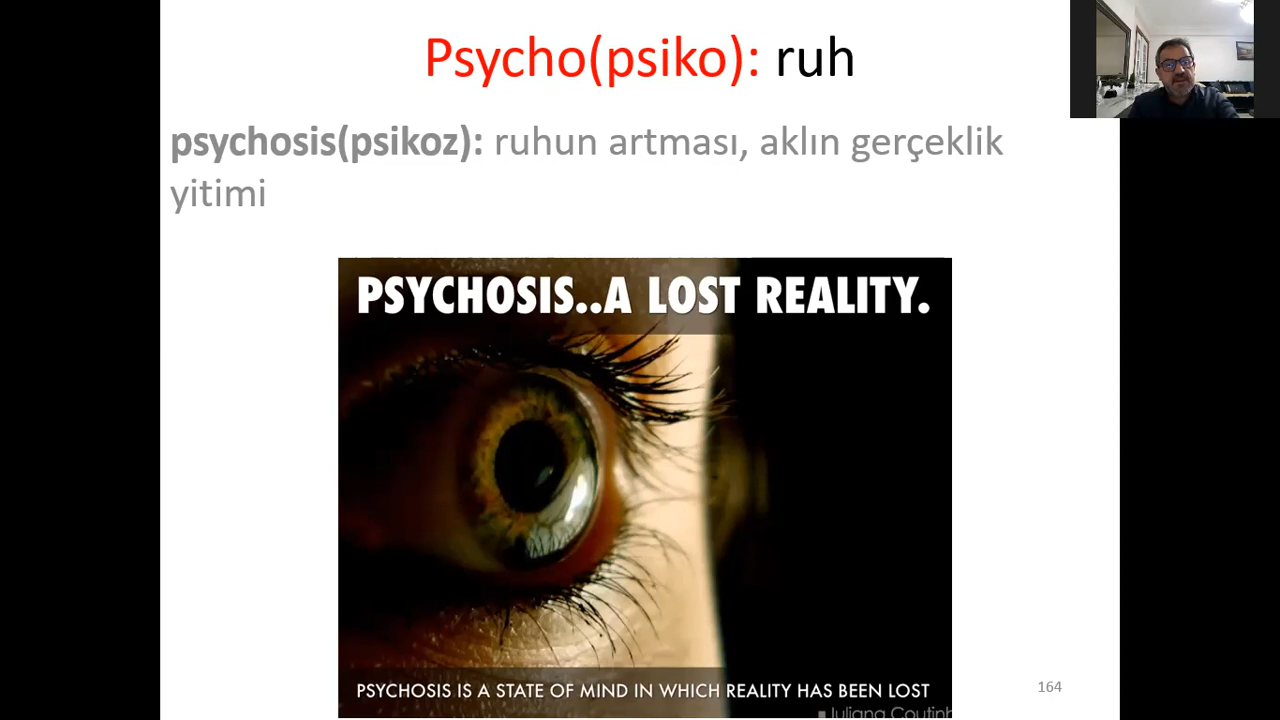 Psycho(psiko): ruh
psychosis(psikoz): ruhun artması, aklın gerçeklik
yitimi
PSYCHOSIS..A LOST REALITY.
PSYCHOSIS IS A STATE OF MIND IN WHICH REALITY HAS BEEN LOST
164